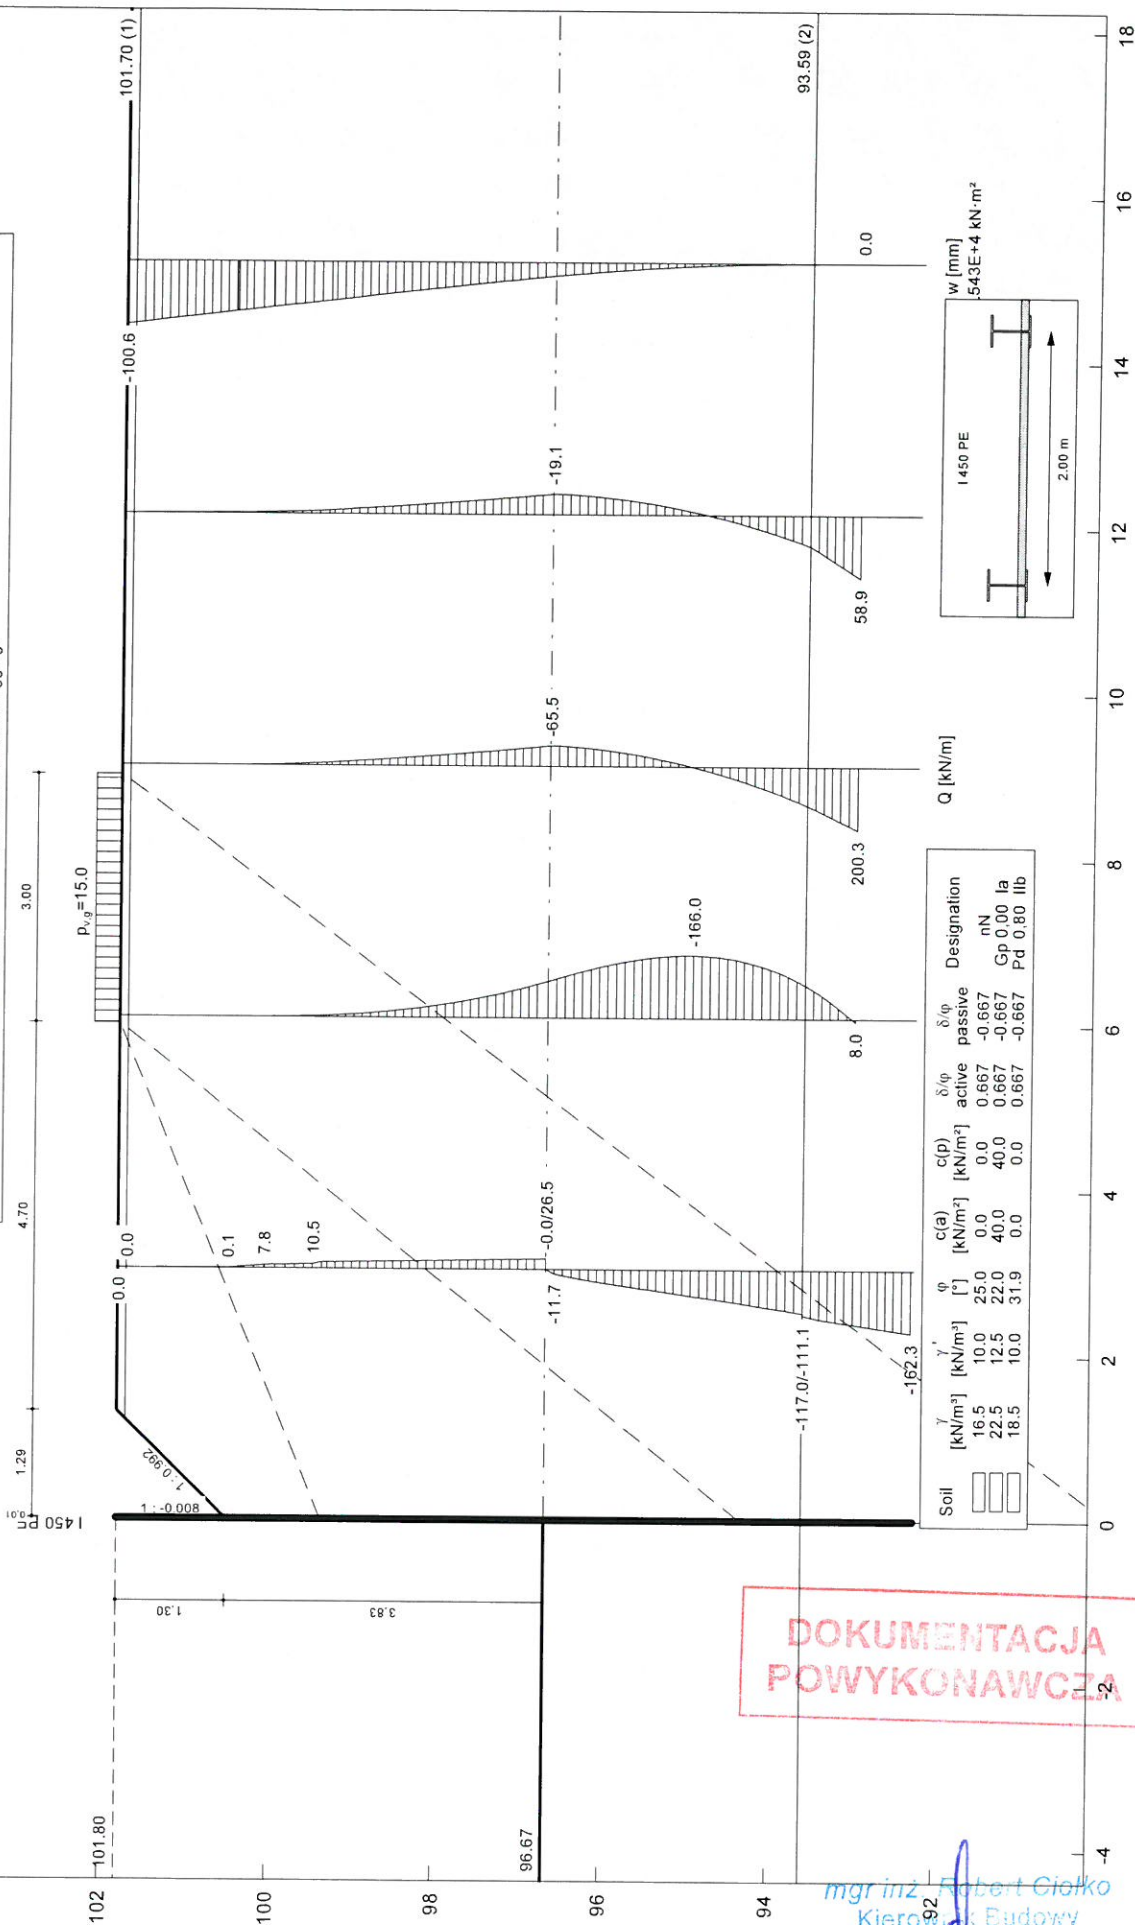 101.70 (1)
93.59 (2)
18
16
14
12
10
8
6
4
2
0
-2
-4
-100.6
0.0
w [mm]
.543E+4 kN·m²
I 450 PE
2.00 m
-19.1
58.9
-65.5
200.3
Q [kN/m]
3.00
p_v,g=15.0
-166.0
8.0
4.70
0.0
0.0
0.1
7.8
10.5
-0.0/26.5
-11.7
-117.0/-111.1
-162.3
1.29
0.01
I 450 PE
1 : 0.992
1 : -0.008
1.30
3.83
101.80
96.67
102
100
98
96
94
92
Soil γ [kN/m³] γ' [kN/m³] φ [°] c(a) [kN/m²] c(p) [kN/m²] δ/φ active δ/φ passive Designation
16.5 10.0 25.0 0.0 0.0 0.667 -0.667 nN
22.5 12.5 22.0 40.0 40.0 0.667 -0.667 Gp 0,00 Ia
18.5 10.0 31.9 0.0 0.0 0.667 -0.667 Pd 0,80 IIb
DOKUMENTACJA
POWYKONAWCZA
mgr inż. Robert Ciołko
Kierownik Budowy